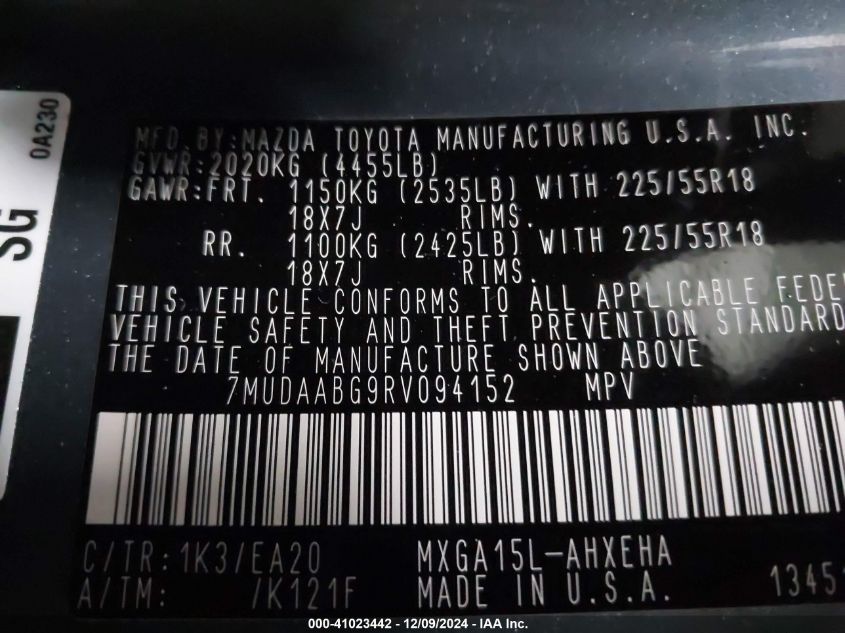 0A230
SG
MFD. BY:MAZDA TOYOTA MANUFACTURING U.S.A. INC.
GVWR:2020KG (4455LB)
GAWR:FRT. 1150KG (2535LB) WITH 225/55R18
18X7J RIMS.
RR. 1100KG (2425LB) WITH 225/55R18
18X7J RIMS.
THIS VEHICLE CONFORMS TO ALL APPLICABLE FEDE
VEHICLE SAFETY AND THEFT PREVENTION STANDARD
THE DATE OF MANUFACTURE SHOWN ABOVE
7MUDAABG9RV094152 MPV
C/TR:1K3/EA20 MXGA15L-AHXEHA
A/TM: /K121F MADE IN U.S.A. 1345
000-41023442 - 12/09/2024 - IAA Inc.